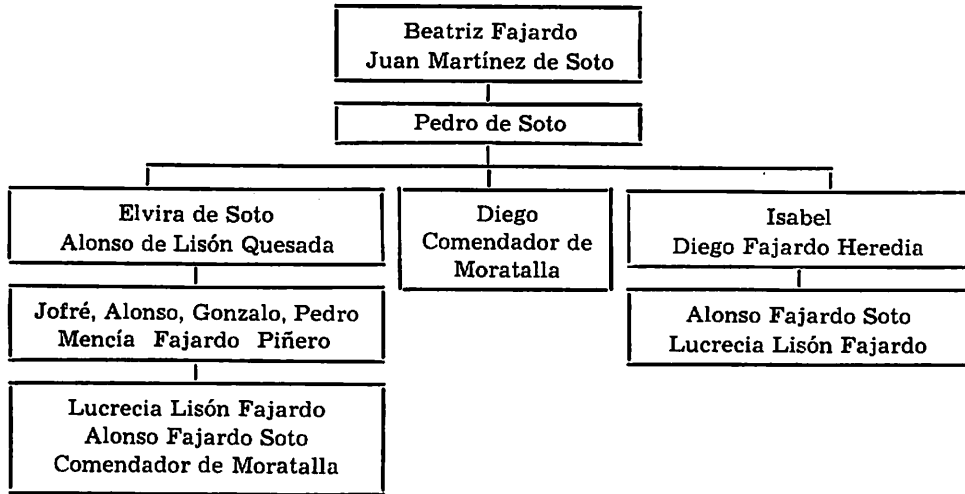 Beatriz Fajardo
Juan Martínez de Soto
Pedro de Soto
Elvira de Soto
Alonso de Lisón Quesada
Diego
Comendador de
Moratalla
Isabel
Diego Fajardo Heredia
Jofré, Alonso, Gonzalo, Pedro
Mencía Fajardo Piñero
Alonso Fajardo Soto
Lucrecia Lisón Fajardo
Lucrecia Lisón Fajardo
Alonso Fajardo Soto
Comendador de Moratalla